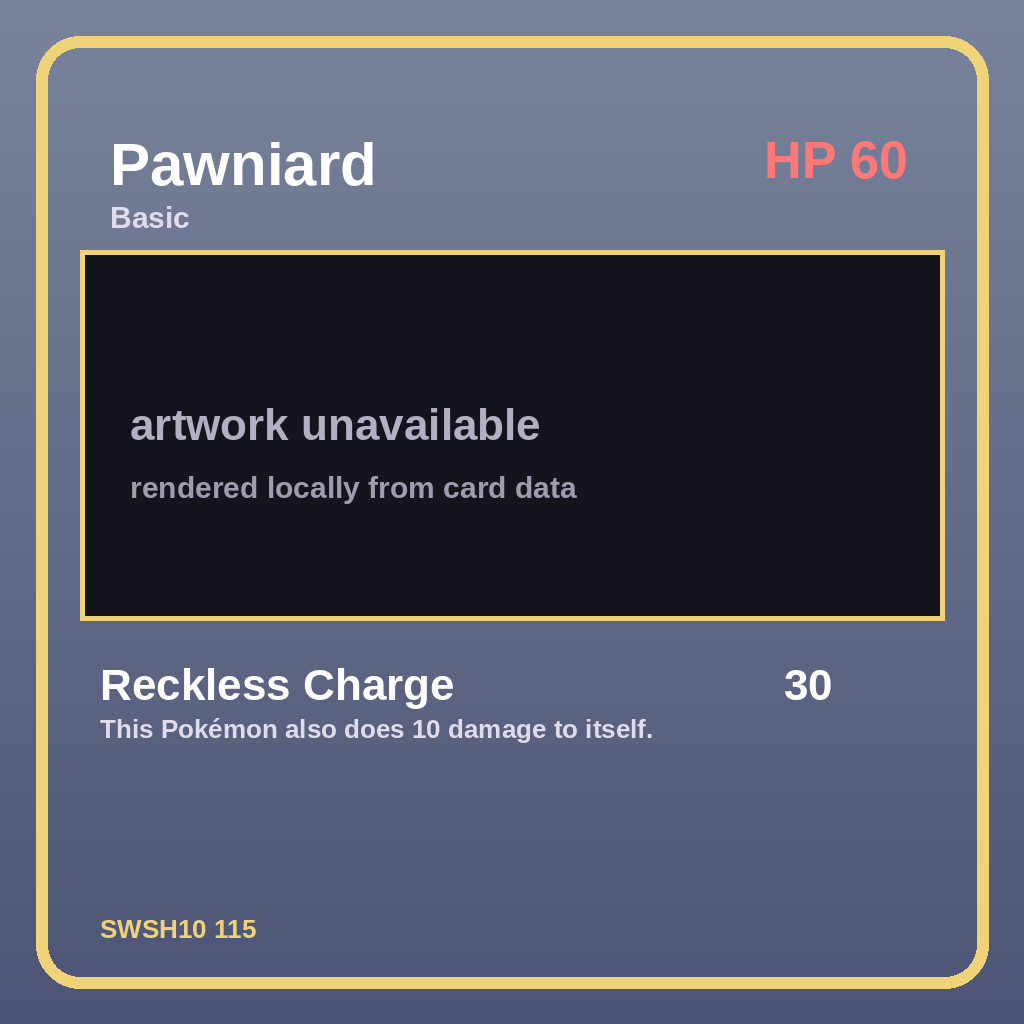 Pawniard
HP 60
Basic
artwork unavailable
rendered locally from card data
Reckless Charge
30
This Pokémon also does 10 damage to itself.
SWSH10 115